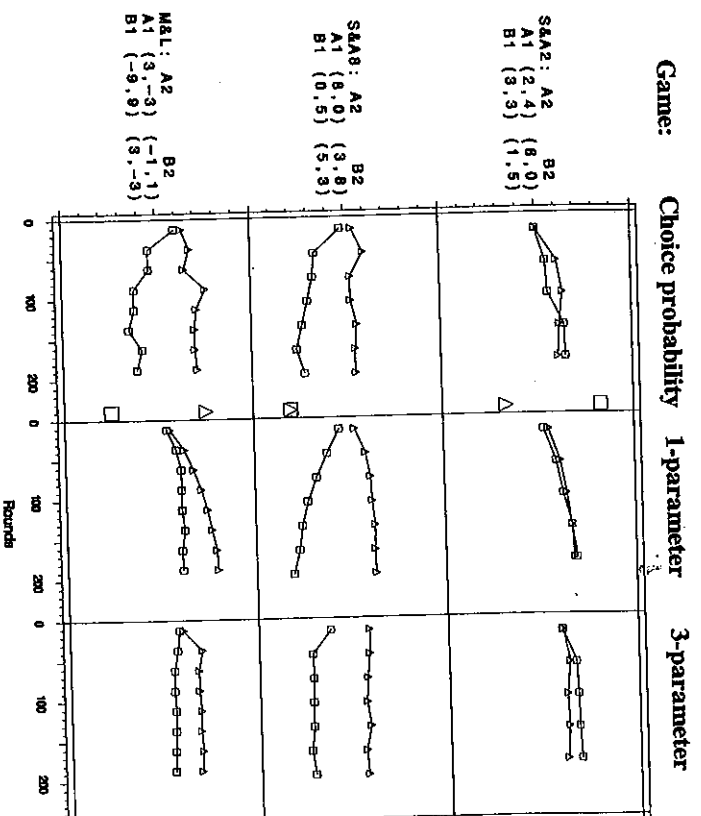 Game: Choice probability 1-parameter 3-parameter
S&A2: A2 B2
A1 (2,4) (6,0)
B1 (3,3) (1,5)
S&A8: A2 B2
A1 (8,0) (3,8)
B1 (0,5) (5,3)
M&L: A2 B2
A1 (3,-3) (-1,1)
B1 (-9,9) (3,-3)
0 100 200 0 100 200 0 100 200
Rounds